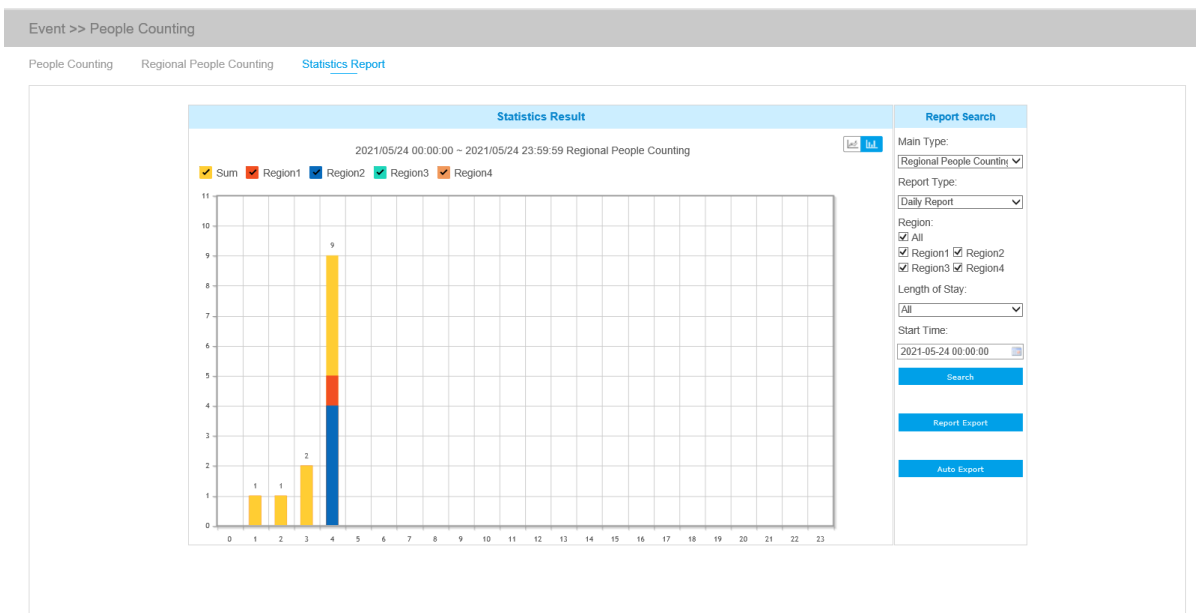 Event >> People Counting
People Counting Regional People Counting Statistics Report
Statistics Result
2021/05/24 00:00:00 ~ 2021/05/24 23:59:59 Regional People Counting
Sum Region1 Region2 Region3 Region4
11
10
9
9
8
7
6
5
4
3
2
2
1 1
1
0
0 1 2 3 4 5 6 7 8 9 10 11 12 13 14 15 16 17 18 19 20 21 22 23
Report Search
Main Type:
Regional People Counting
Report Type:
Daily Report
Region:
All
Region1 Region2
Region3 Region4
Length of Stay:
All
Start Time:
2021-05-24 00:00:00
Search
Report Export
Auto Export